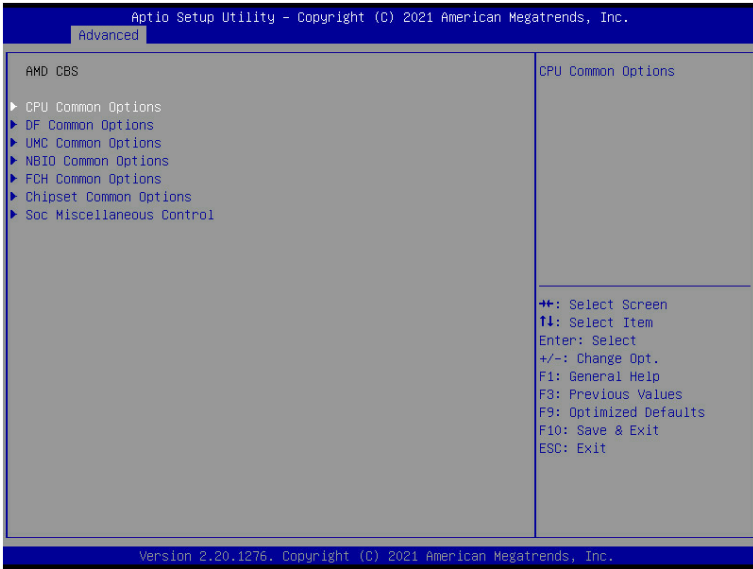 Aptio Setup Utility – Copyright (C) 2021 American Megatrends, Inc.
Advanced
AMD CBS
CPU Common Options
DF Common Options
UMC Common Options
NBIO Common Options
FCH Common Options
Chipset Common Options
Soc Miscellaneous Control
CPU Common Options
→←: Select Screen
↑↓: Select Item
Enter: Select
+/-: Change Opt.
F1: General Help
F3: Previous Values
F9: Optimized Defaults
F10: Save & Exit
ESC: Exit
Version 2.20.1276. Copyright (C) 2021 American Megatrends, Inc.